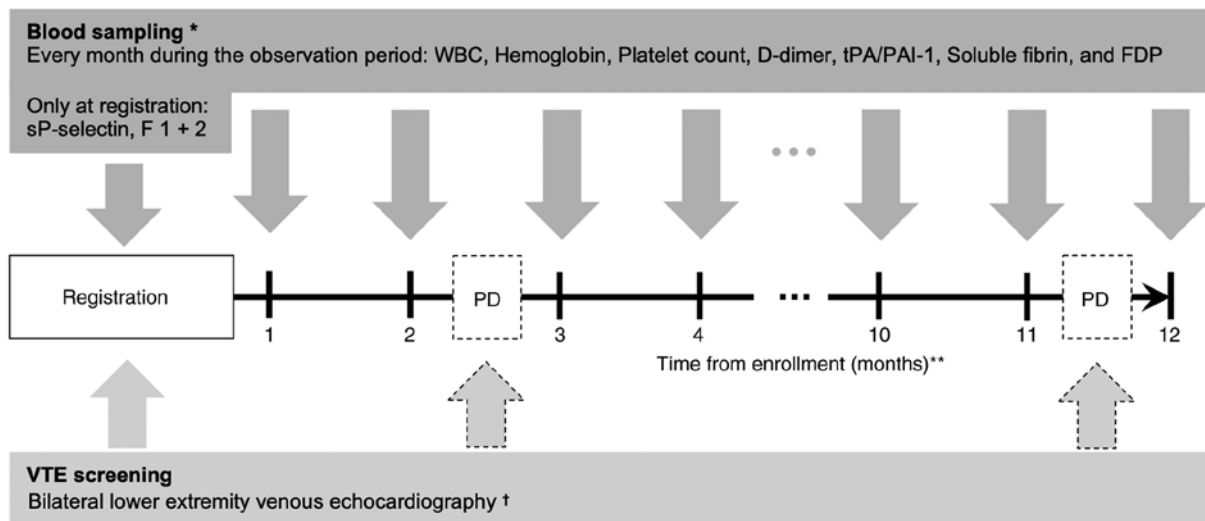 Blood sampling *
Every month during the observation period: WBC, Hemoglobin, Platelet count, D-dimer, tPA/PAI-1, Soluble fibrin, and FDP
Only at registration:
sP-selectin, F 1 + 2
•••
Registration
PD
•••
PD
1
2
3
4
10
11
12
Time from enrollment (months)**
VTE screening
Bilateral lower extremity venous echocardiography †